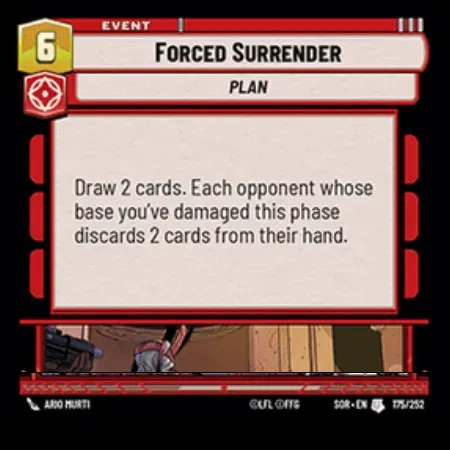 EVENT
6
FORCED SURRENDER
PLAN
Draw 2 cards. Each opponent whose
base you've damaged this phase
discards 2 cards from their hand.
ARIO MURTI
©LFL ©FFG
SOR • EN
175/252